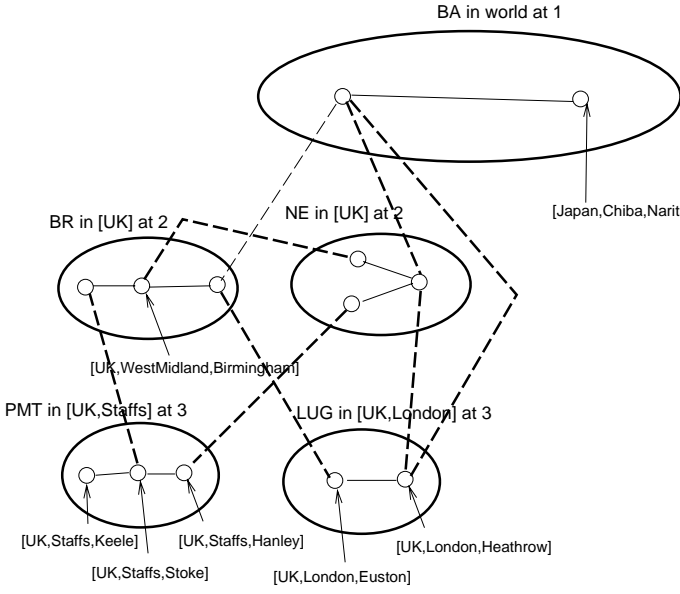 BA in world at 1
[Japan,Chiba,Narit
BR in [UK] at 2
NE in [UK] at 2
[UK,WestMidland,Birmingham]
PMT in [UK,Staffs] at 3
LUG in [UK,London] at 3
[UK,Staffs,Keele]
[UK,Staffs,Hanley]
[UK,London,Heathrow]
[UK,Staffs,Stoke]
[UK,London,Euston]